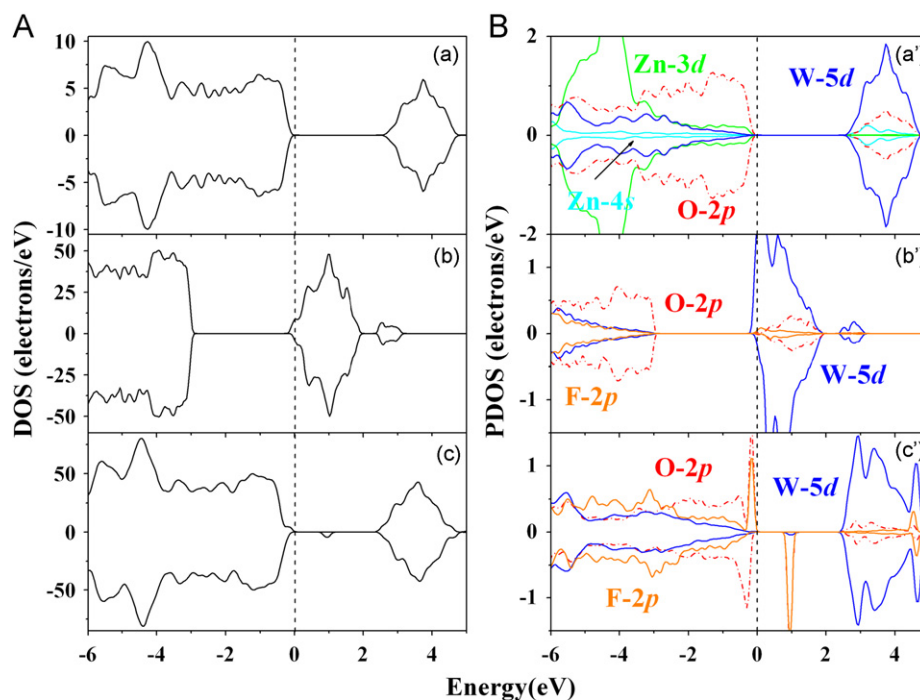 A
B
DOS (electrons/eV)
PDOS (electrons/eV)
Energy(eV)
(a)
10
5
0
-5
-10
(b)
50
25
0
-25
-50
(c)
50
0
-50
-6 -4 -2 0 2 4
(a')
2
0
-2
Zn-3d
W-5d
Zn-4s
O-2p
(b')
1
0
-1
O-2p
F-2p
W-5d
(c')
1
0
-1
O-2p
W-5d
F-2p
-6 -4 -2 0 2 4